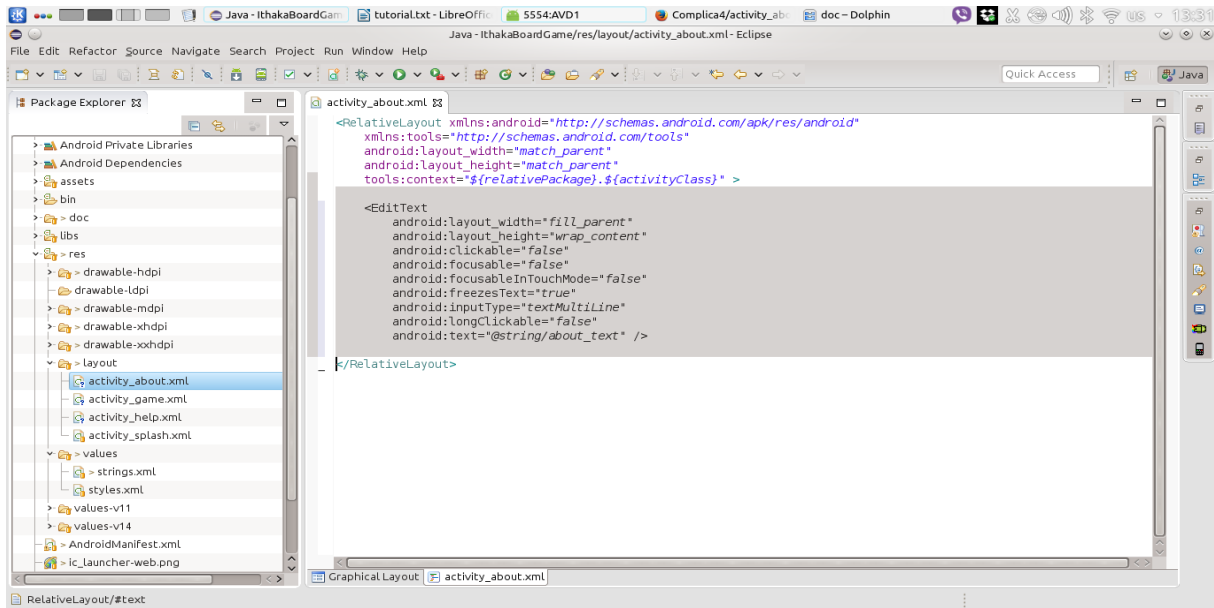 Java - IthakaBoardGam
tutorial.txt - LibreOffic
5554:AVD1
Complica4/activity_abo
doc – Dolphin
us
13:31
Java - IthakaBoardGame/res/layout/activity_about.xml - Eclipse
File Edit Refactor Source Navigate Search Project Run Window Help
Quick Access
Java
Package Explorer
activity_about.xml
Android Private Libraries
Android Dependencies
> assets
bin
> doc
libs
> res
> drawable-hdpi
drawable-ldpi
> drawable-mdpi
> drawable-xhdpi
> drawable-xxhdpi
> layout
activity_about.xml
activity_game.xml
activity_help.xml
activity_splash.xml
> values
> strings.xml
styles.xml
values-v11
values-v14
> AndroidManifest.xml
> ic_launcher-web.png
<RelativeLayout xmlns:android="http://schemas.android.com/apk/res/android"
xmlns:tools="http://schemas.android.com/tools"
android:layout_width="match_parent"
android:layout_height="match_parent"
tools:context="${relativePackage}.${activityClass}" >
<EditText
android:layout_width="fill_parent"
android:layout_height="wrap_content"
android:clickable="false"
android:focusable="false"
android:focusableInTouchMode="false"
android:freezesText="true"
android:inputType="textMultiLine"
android:longClickable="false"
android:text="@string/about_text" />
</RelativeLayout>
Graphical Layout
activity_about.xml
RelativeLayout/#text